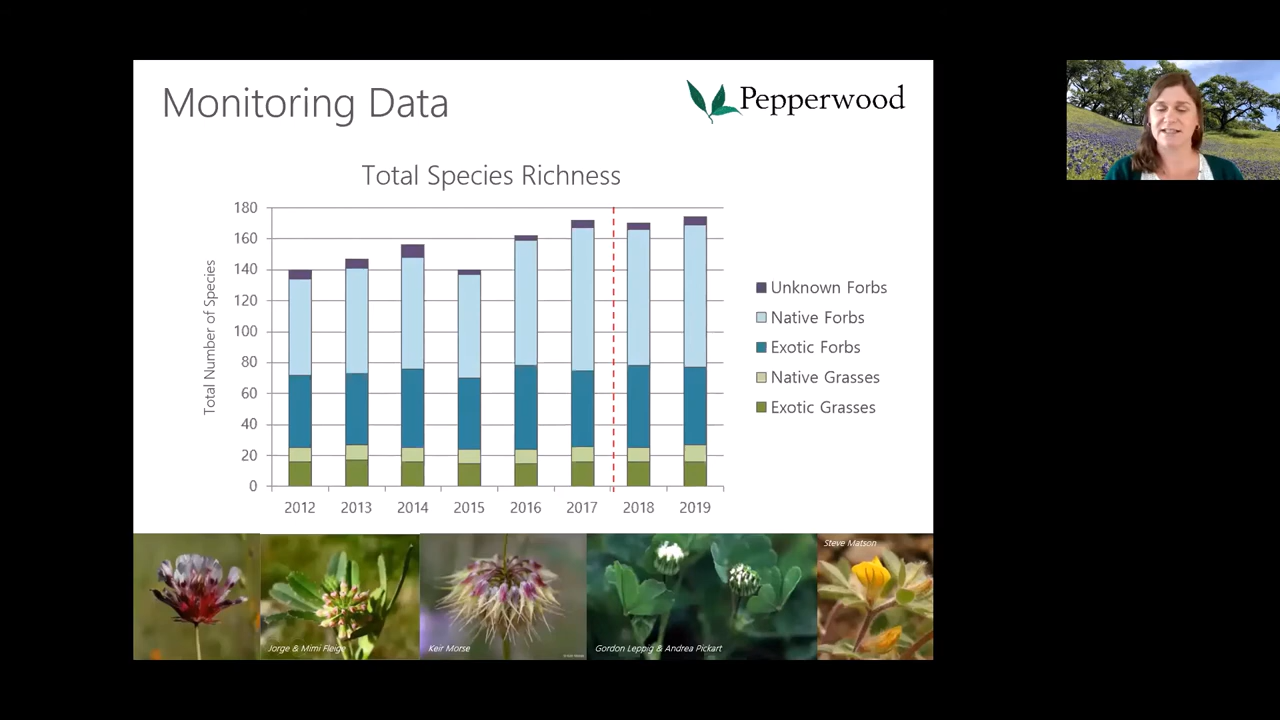 Monitoring Data
Pepperwood
Total Species Richness
Total Number of Species
180
160
140
120
100
80
60
40
20
0
2012 2013 2014 2015 2016 2017 2018 2019
Unknown Forbs
Native Forbs
Exotic Forbs
Native Grasses
Exotic Grasses
Jorge & Mimi Fleige
Keir Morse
Gordon Leppig & Andrea Pickart
Steve Matson